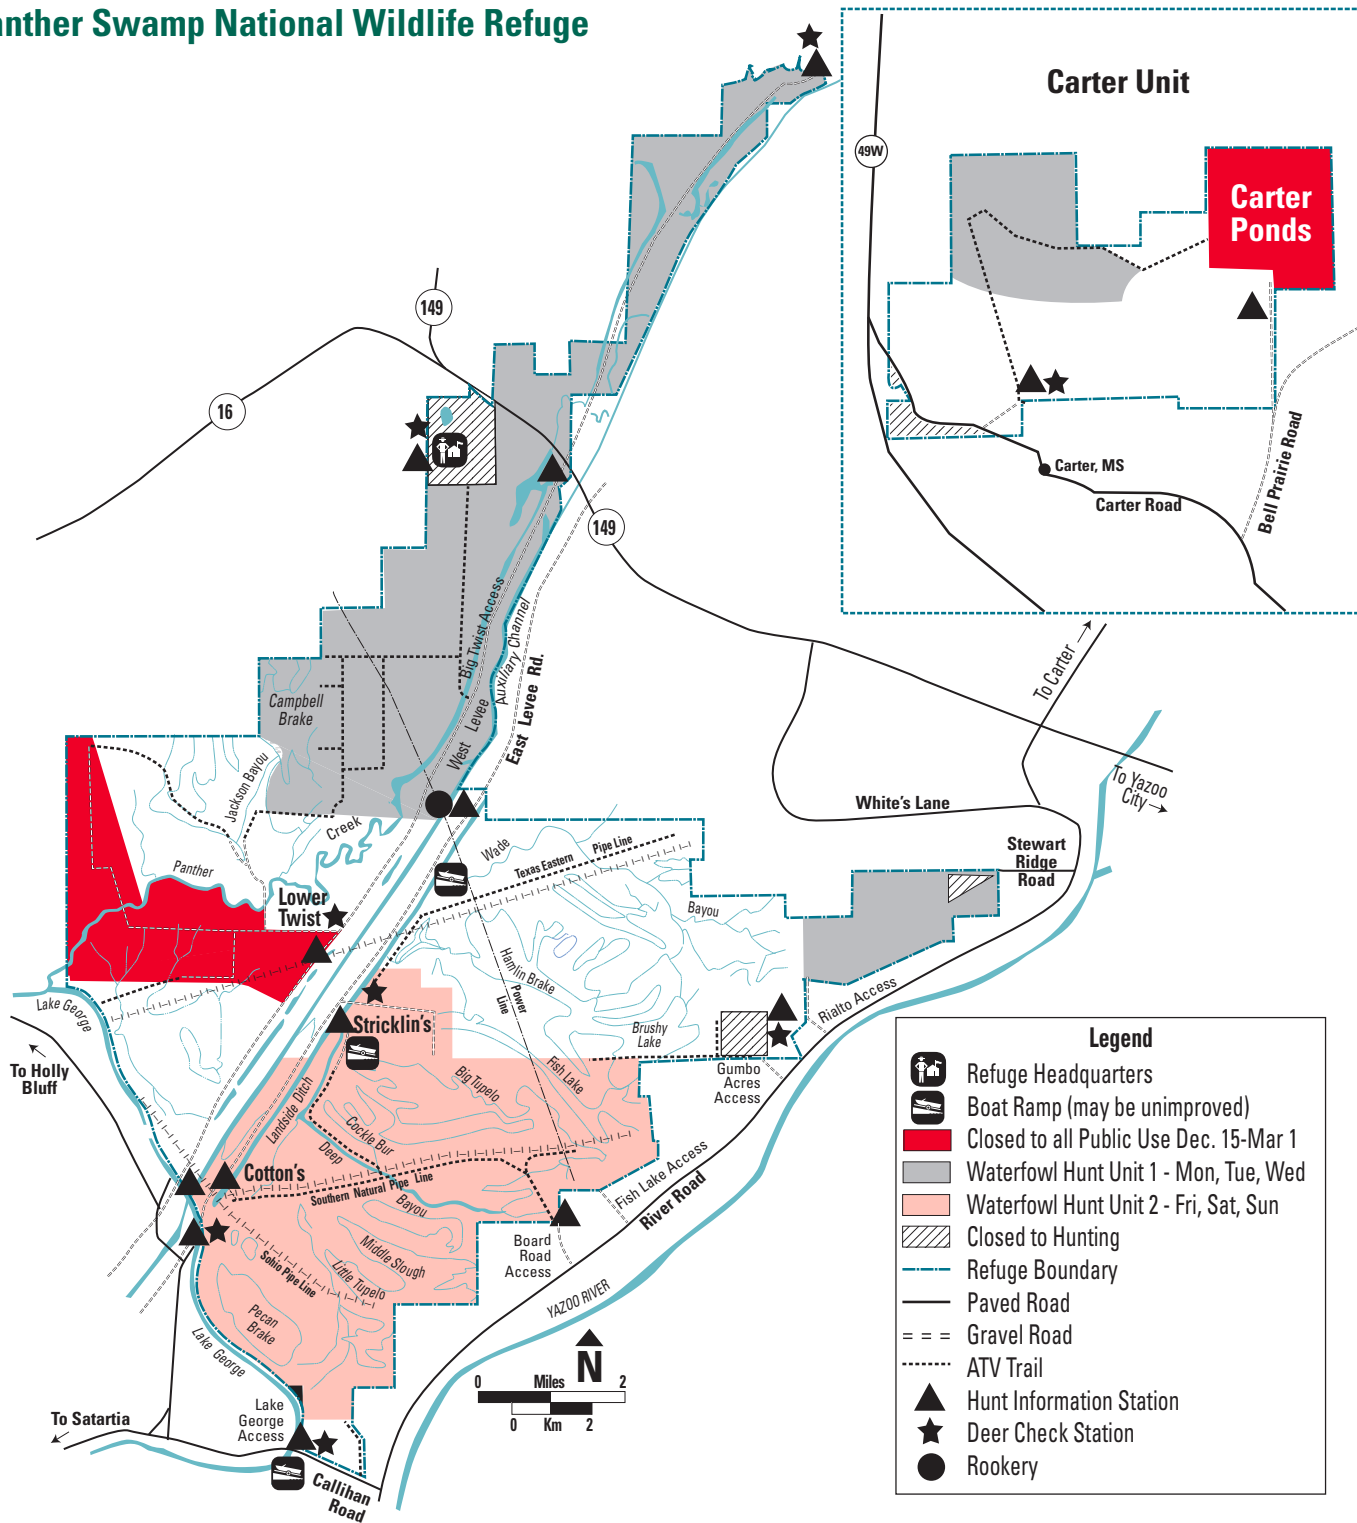 anther Swamp National Wildlife Refuge
Carter Unit
49W
Carter
Ponds
Carter, MS
Carter Road
Bell Prairie Road
149
16
149
Big Twist Access
Auxiliary Channel
West Levee
East Levee Rd.
Campbell
Brake
Jackson Bayou
Creek
Panther
Lower
Twist
Wade
Texas Eastern Pipe Line
Bayou
White's Lane
Stewart
Ridge
Road
To Carter
To Yazoo
City
Hamlin Brake
Power
Line
Brushy
Lake
Rialto Access
Gumbo
Acres
Access
Lake George
To Holly
Bluff
Stricklin's
Landside Ditch
Big Tupelo
Fish Lake
Cockle Bur
Deep
Bayou
Cotton's
Southern Natural Pipe Line
Fish Lake Access
River Road
Board
Road
Access
Middle Slough
Little Tupelo
Sohio Pipe Line
Pecan
Brake
Lake George
YAZOO RIVER
N
0 Miles 2
0 Km 2
Lake
George
Access
To Satartia
Callihan
Road
Legend
Refuge Headquarters
Boat Ramp (may be unimproved)
Closed to all Public Use Dec. 15-Mar 1
Waterfowl Hunt Unit 1 - Mon, Tue, Wed
Waterfowl Hunt Unit 2 - Fri, Sat, Sun
Closed to Hunting
Refuge Boundary
Paved Road
Gravel Road
ATV Trail
Hunt Information Station
Deer Check Station
Rookery